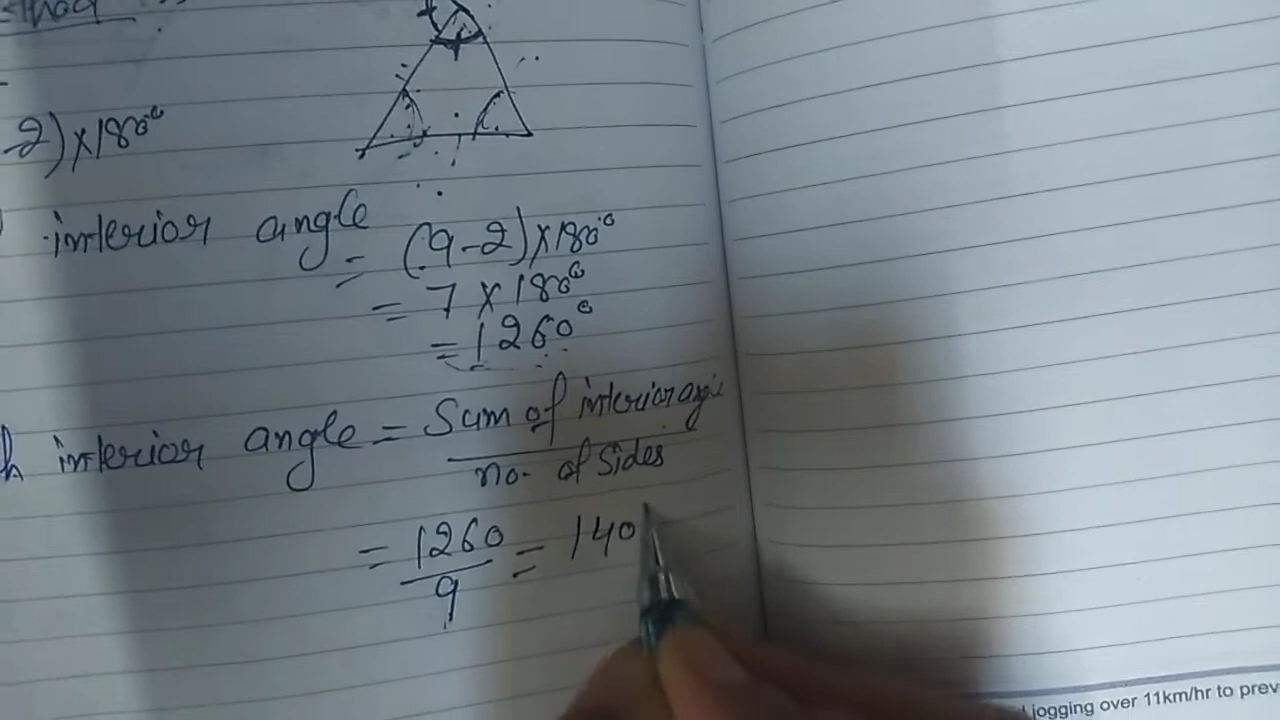 2)×180°
interior angle
= (9-2)×180°
= 7 × 180°
= 1260°
h interior angle = Sum of interior angle
no. of sides
= 1260 = 140
9
jogging over 11km/hr to prev